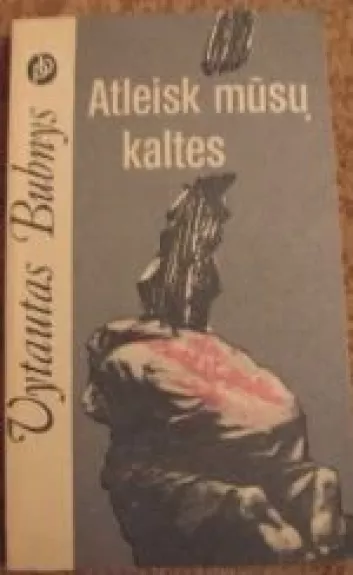 Vytautas Bubnys
Atleisk mūsų
kaltes